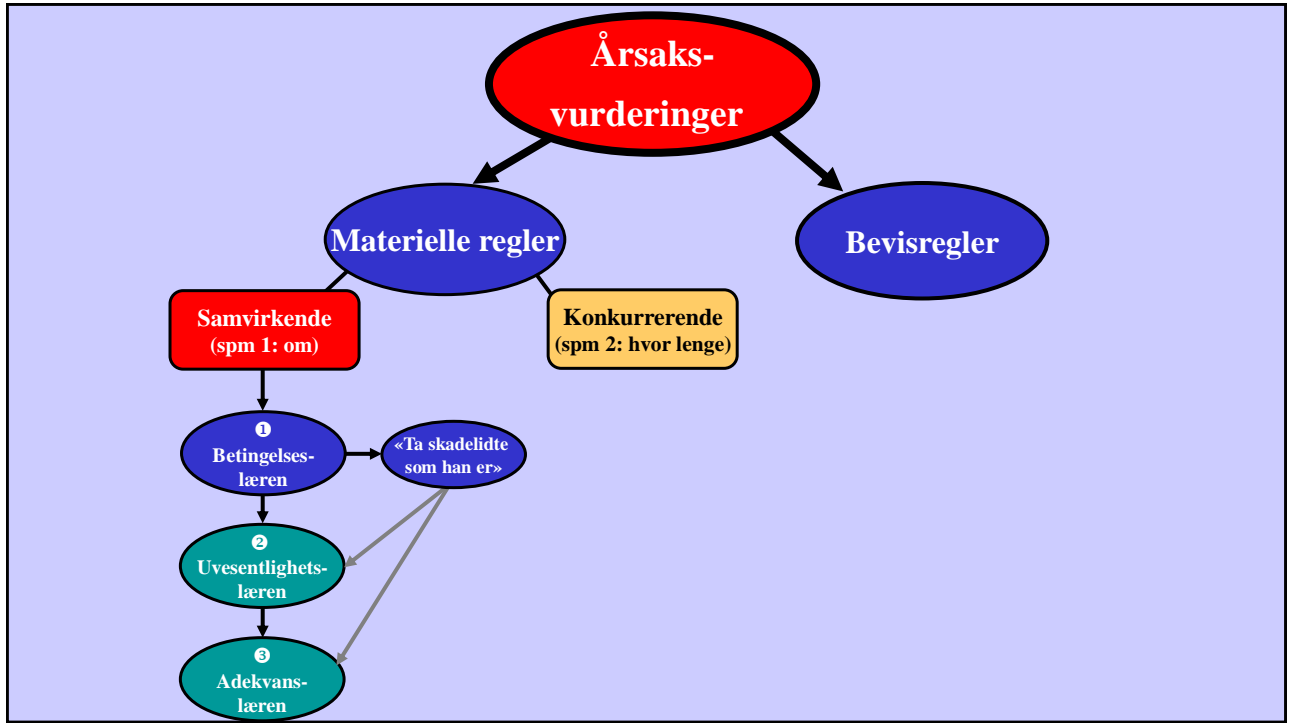 Årsaks-
vurderinger
Materielle regler
Bevisregler
Samvirkende
(spm 1: om)
Konkurrerende
(spm 2: hvor lenge)
❶
Betingelses-
læren
«Ta skadelidte
som han er»
❷
Uvesentlighets-
læren
❸
Adekvans-
læren